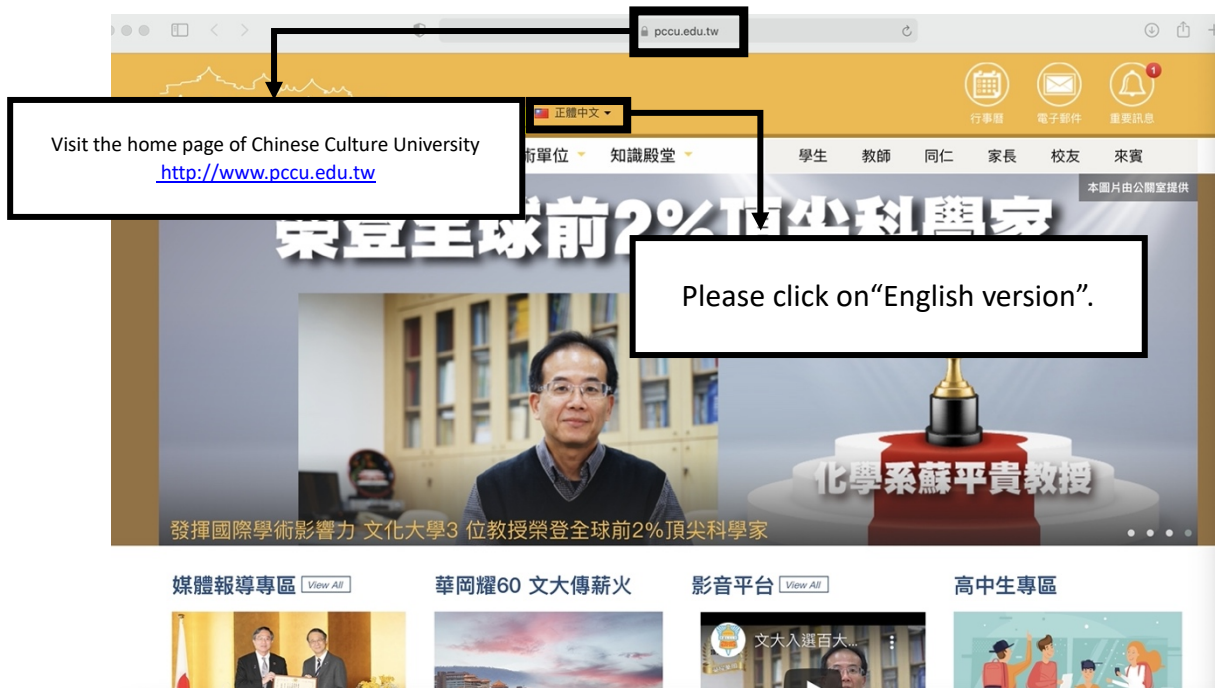 pccu.edu.tw
正體中文
行事曆
電子郵件
1
重要訊息
Visit the home page of Chinese Culture University
http://www.pccu.edu.tw
術單位
知識殿堂
學生
教師
同仁
家長
校友
來賓
本圖片由公關室提供
榮登全球前2%頂尖科學家
Please click on“English version”.
化學系蘇平貴教授
發揮國際學術影響力 文化大學3 位教授榮登全球前2%頂尖科學家
媒體報導專區 View All
華岡耀60 文大傳薪火
影音平台 View All
高中生專區
文大入選百大...